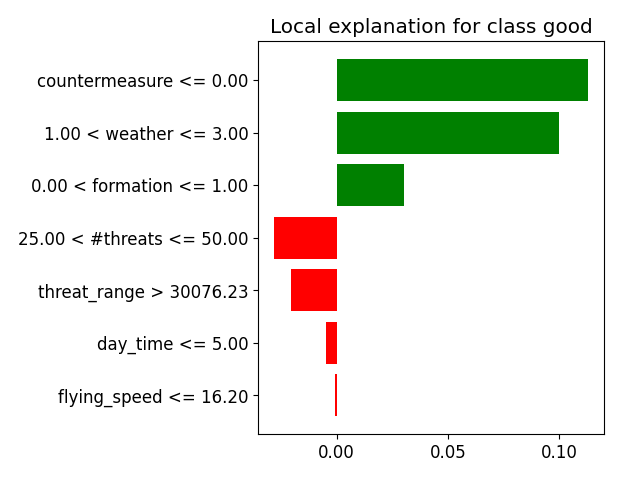 Local explanation for class good
countermeasure <= 0.00
1.00 < weather <= 3.00
0.00 < formation <= 1.00
25.00 < #threats <= 50.00
threat_range > 30076.23
day_time <= 5.00
flying_speed <= 16.20
0.00 0.05 0.10